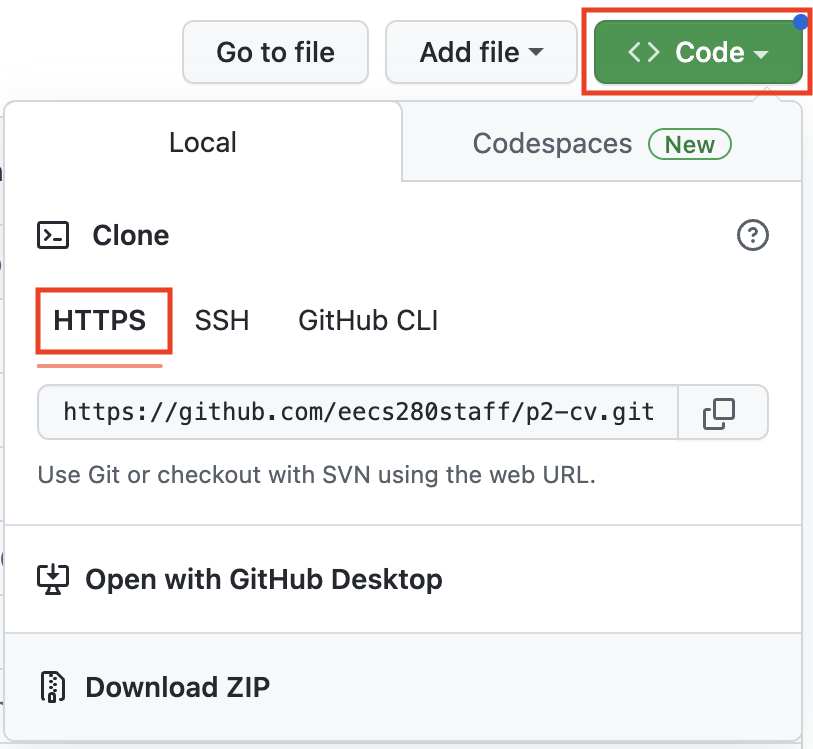 Go to file
Add file
Code
Local
Codespaces New
Clone
HTTPS SSH GitHub CLI
https://github.com/eecs280staff/p2-cv.git
Use Git or checkout with SVN using the web URL.
Open with GitHub Desktop
Download ZIP